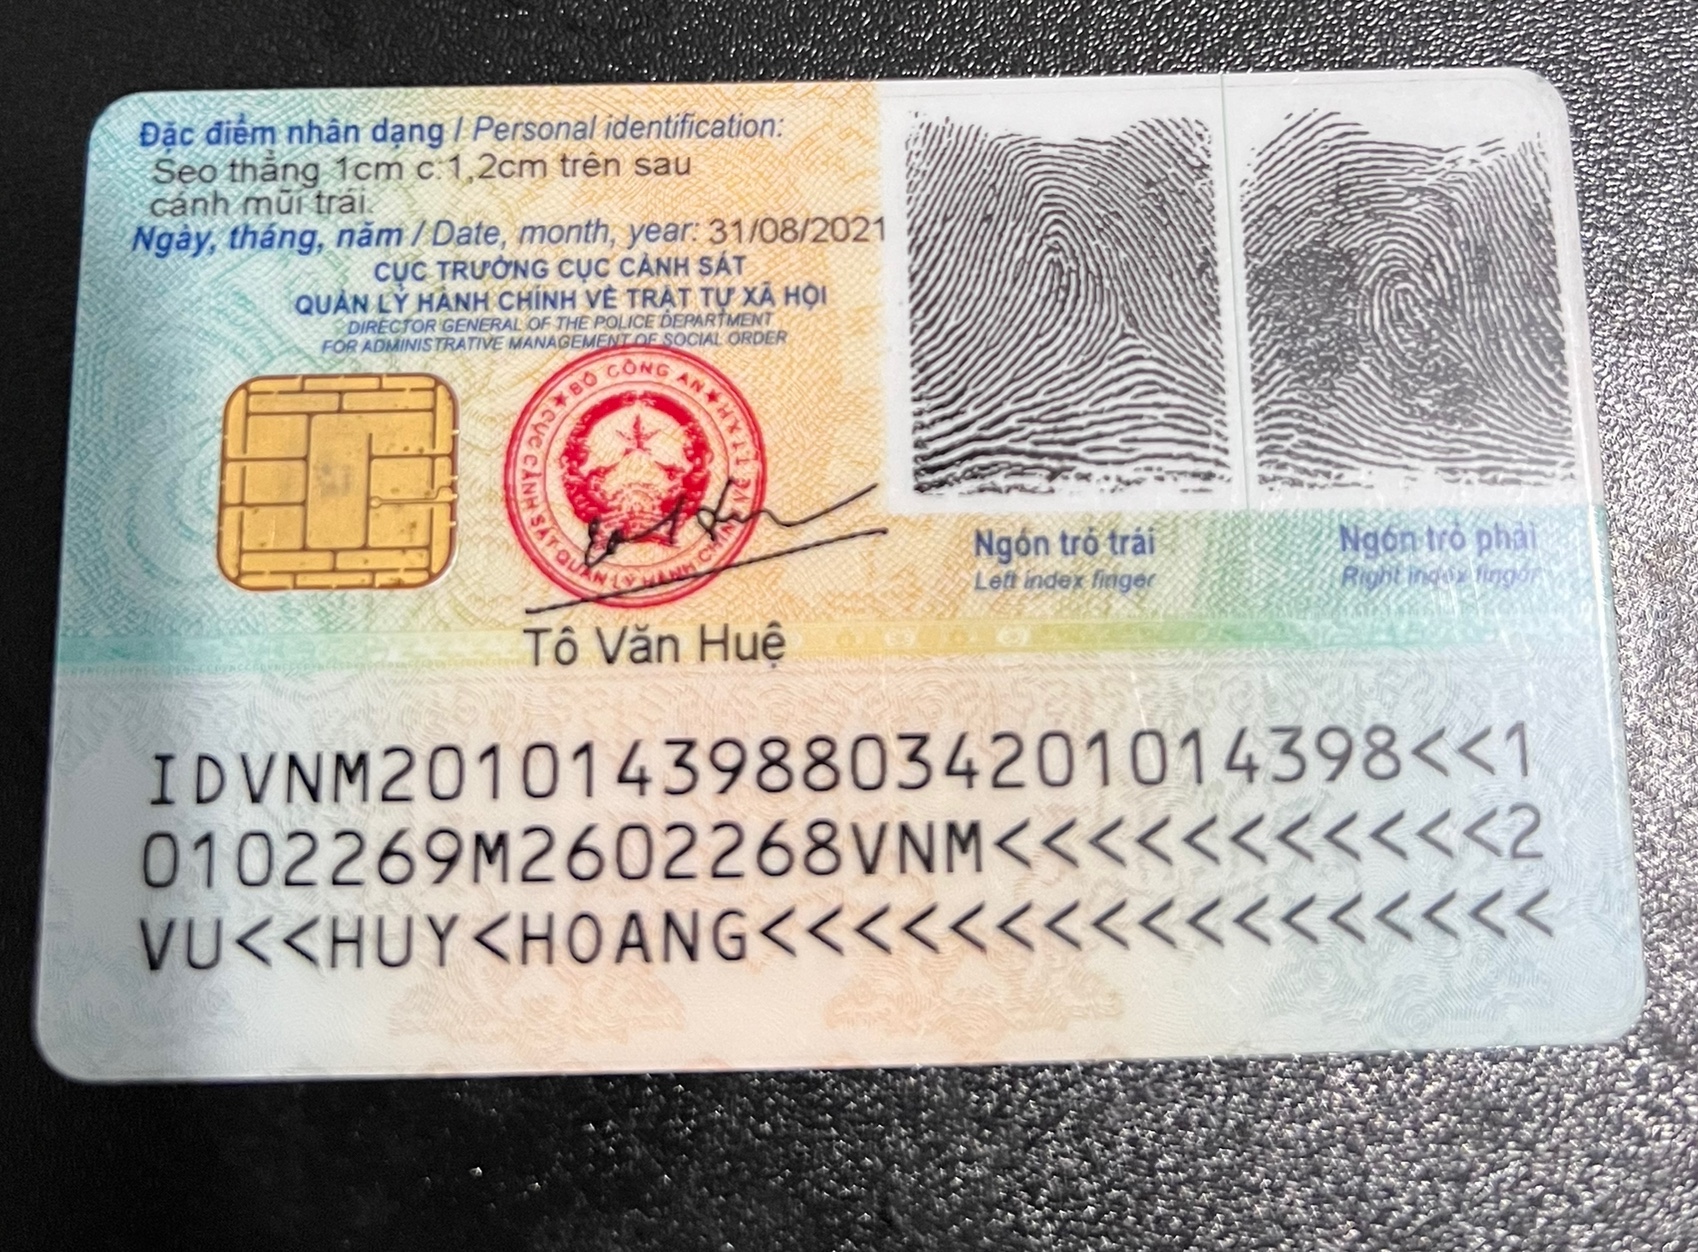 Đặc điểm nhân dạng / Personal identification:
Sẹo thẳng 1cm c:1,2cm trên sau
cánh mũi trái.
Ngày, tháng, năm / Date, month, year: 31/08/2021
CỤC TRƯỞNG CỤC CẢNH SÁT
QUẢN LÝ HÀNH CHÍNH VỀ TRẬT TỰ XÃ HỘI
DIRECTOR GENERAL OF THE POLICE DEPARTMENT
FOR ADMINISTRATIVE MANAGEMENT OF SOCIAL ORDER
BỘ CÔNG AN
CỤC CẢNH SÁT QUẢN LÝ HÀNH CHÍNH VỀ TTXH
Tô Văn Huệ
Ngón trỏ trái
Left index finger
Ngón trỏ phải
Right index finger
IDVNM2010143988034201014398<<1
0102269M2602268VNM<<<<<<<<<<<2
VU<<HUY<HOANG<<<<<<<<<<<<<<<<<